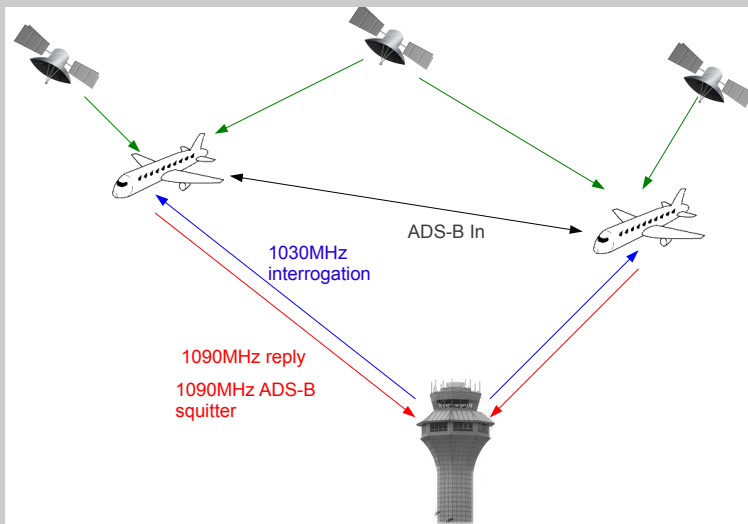 ADS-B In
1030MHz
interrogation
1090MHz reply
1090MHz ADS-B
squitter